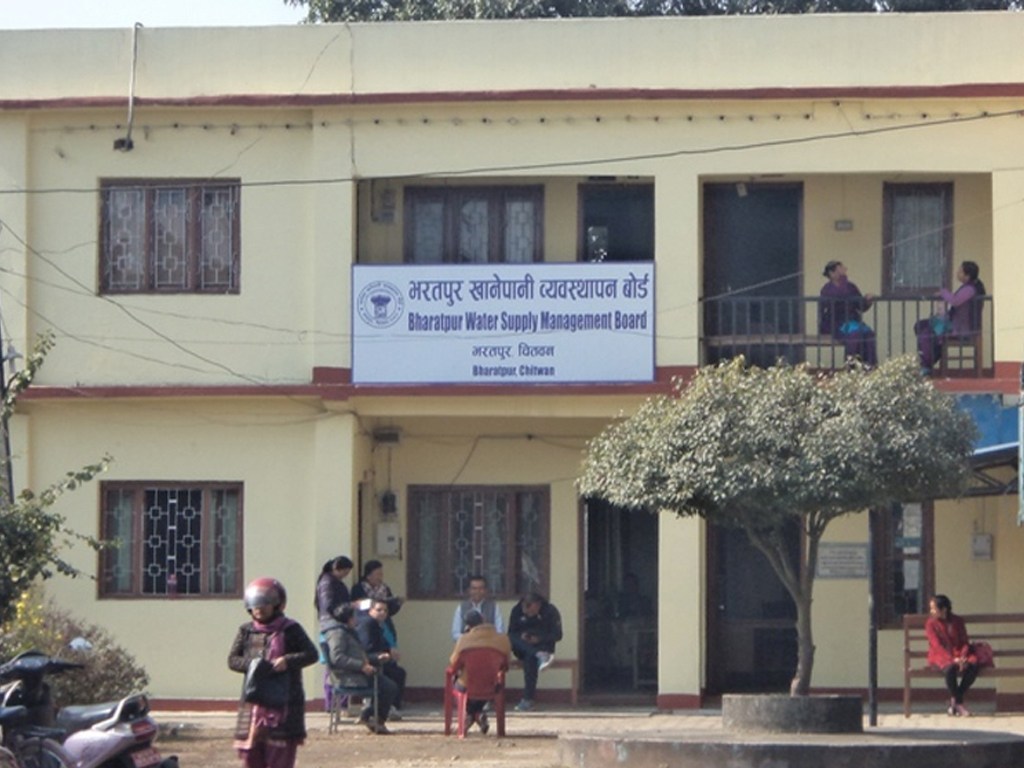 भरतपुर खानेपानी व्यवस्थापन बोर्ड
Bharatpur Water Supply Management Board
भरतपुर, चितवन
Bharatpur, Chitwan